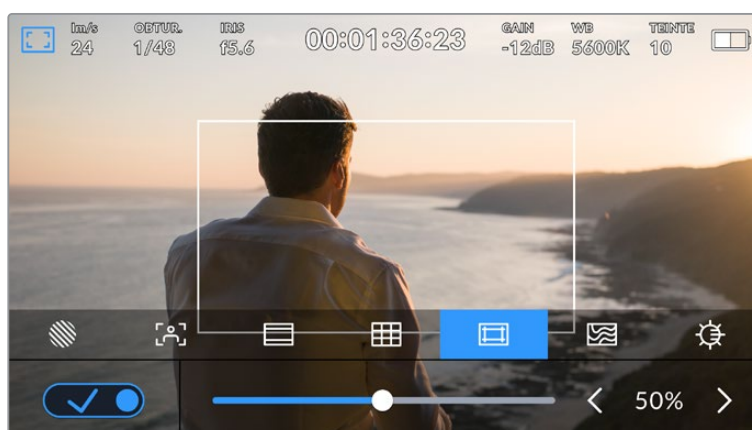 Im/s OBTUR. IRIS 00:01:36:23 GAIN WB TEINTE
24 1/48 f5.6 -12dB 5600K 10
50%